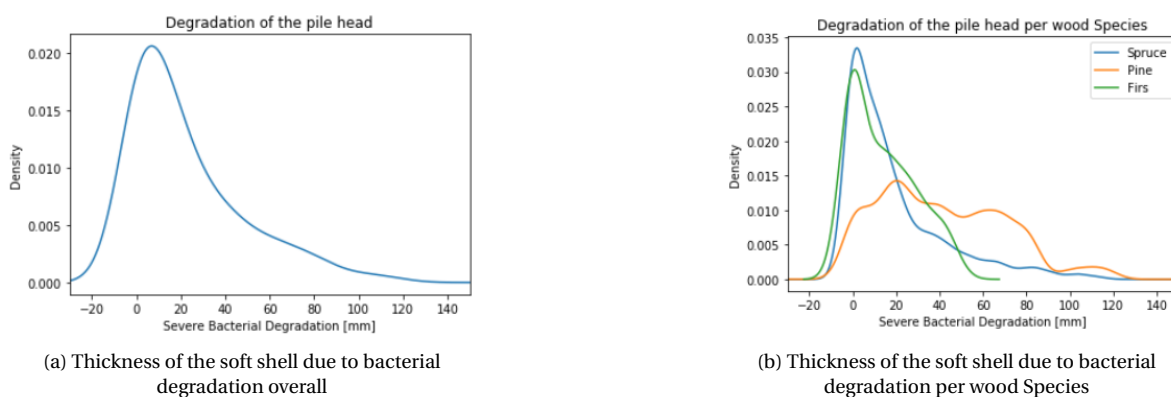 Degradation of the pile head
0.020
0.015
0.010
0.005
0.000
Density
−20 0 20 40 60 80 100 120 140
Severe Bacterial Degradation [mm]
(a) Thickness of the soft shell due to bacterial
degradation overall
Degradation of the pile head per wood Species
0.035
0.030
0.025
0.020
0.015
0.010
0.005
0.000
Density
Spruce
Pine
Firs
−20 0 20 40 60 80 100 120 140
Severe Bacterial Degradation [mm]
(b) Thickness of the soft shell due to bacterial
degradation per wood Species